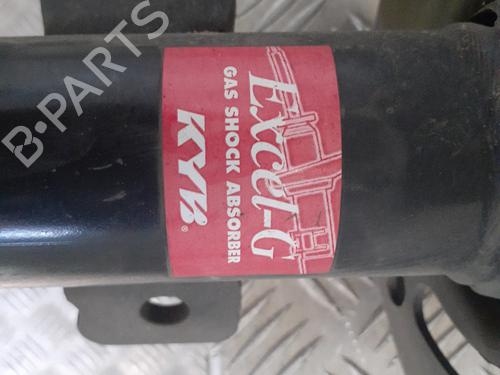 Excel-G
GAS SHOCK ABSORBER
KYB®
B·PARTS